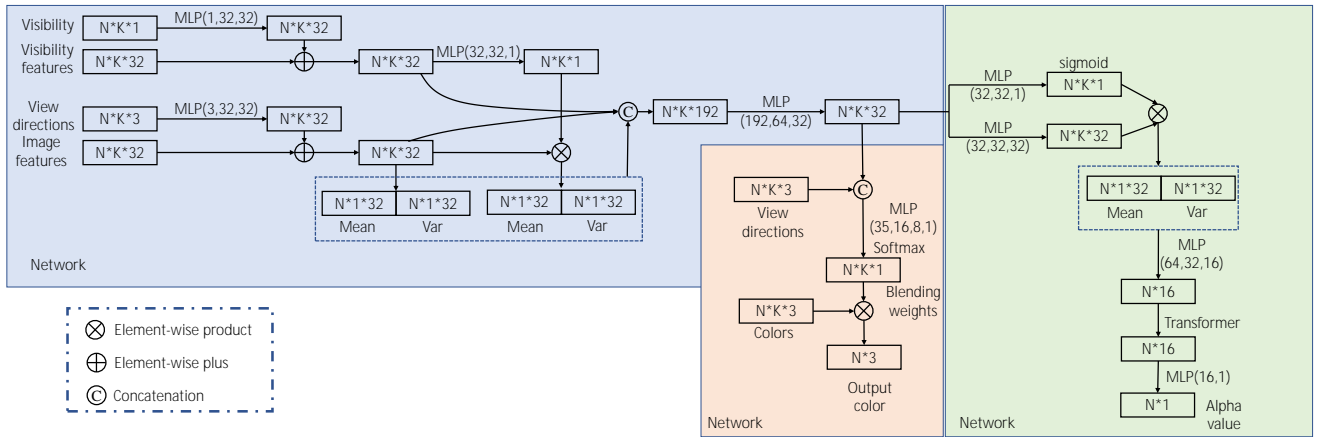 Visibility
N*K*1
MLP(1,32,32)
N*K*32
Visibility
features
N*K*32
N*K*32
MLP(32,32,1)
N*K*1
View
directions
N*K*3
MLP(3,32,32)
N*K*32
Image
features
N*K*32
N*K*32
N*1*32
N*1*32
Mean
Var
N*1*32
N*1*32
Mean
Var
C
N*K*192
MLP
(192,64,32)
N*K*32
Network
N*K*3
View
directions
C
MLP
(35,16,8,1)
Softmax
N*K*1
Blending
weights
N*K*3
Colors
N*3
Output
color
Network
MLP
(32,32,1)
sigmoid
N*K*1
MLP
(32,32,32)
N*K*32
N*1*32
N*1*32
Mean
Var
MLP
(64,32,16)
N*16
Transformer
N*16
MLP(16,1)
N*1
Alpha
value
Network
Element-wise product
Element-wise plus
C Concatenation